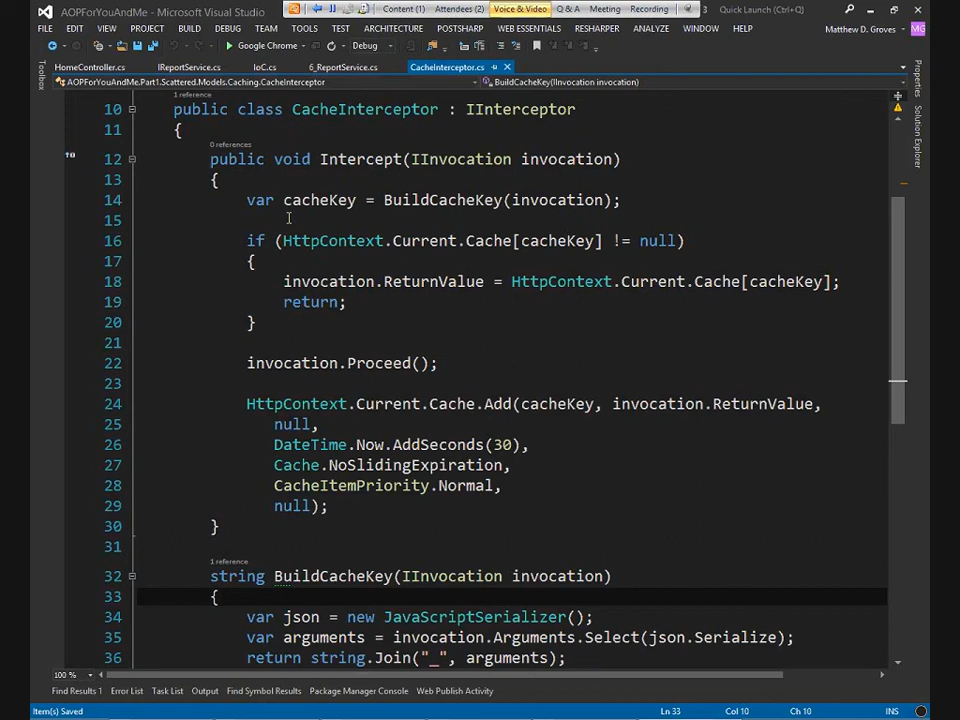 AOPForYouAndMe - Microsoft Visual Studio
Content (1)
Attendees (2)
Voice & Video
Q & A
Meeting
Recording
3
Quick Launch (Ctrl+Q)
FILE EDIT VIEW PROJECT BUILD DEBUG TEAM TOOLS TEST ARCHITECTURE POSTSHARP WEB ESSENTIALS RESHARPER ANALYZE WINDOW HELP
Matthew D. Groves
MG
Google Chrome
Debug
HomeController.cs IReportService.cs IoC.cs 6_ReportService.cs CacheInterceptor.cs
AOPForYouAndMe.Part1.Scattered.Models.Caching.CacheInterceptor
BuildCacheKey(IInvocation invocation)
Toolbox
Properties
Solution Explorer
1 reference
10 public class CacheInterceptor : IInterceptor
11 {
0 references
12 public void Intercept(IInvocation invocation)
13 {
14 var cacheKey = BuildCacheKey(invocation);
15
16 if (HttpContext.Current.Cache[cacheKey] != null)
17 {
18 invocation.ReturnValue = HttpContext.Current.Cache[cacheKey];
19 return;
20 }
21
22 invocation.Proceed();
23
24 HttpContext.Current.Cache.Add(cacheKey, invocation.ReturnValue,
25 null,
26 DateTime.Now.AddSeconds(30),
27 Cache.NoSlidingExpiration,
28 CacheItemPriority.Normal,
29 null);
30 }
31
1 reference
32 string BuildCacheKey(IInvocation invocation)
33 {
34 var json = new JavaScriptSerializer();
35 var arguments = invocation.Arguments.Select(json.Serialize);
36 return string.Join("_", arguments);
100 %
Find Results 1 Error List Task List Output Find Symbol Results Package Manager Console Web Publish Activity
Item(s) Saved
Ln 33
Col 10
Ch 10
INS